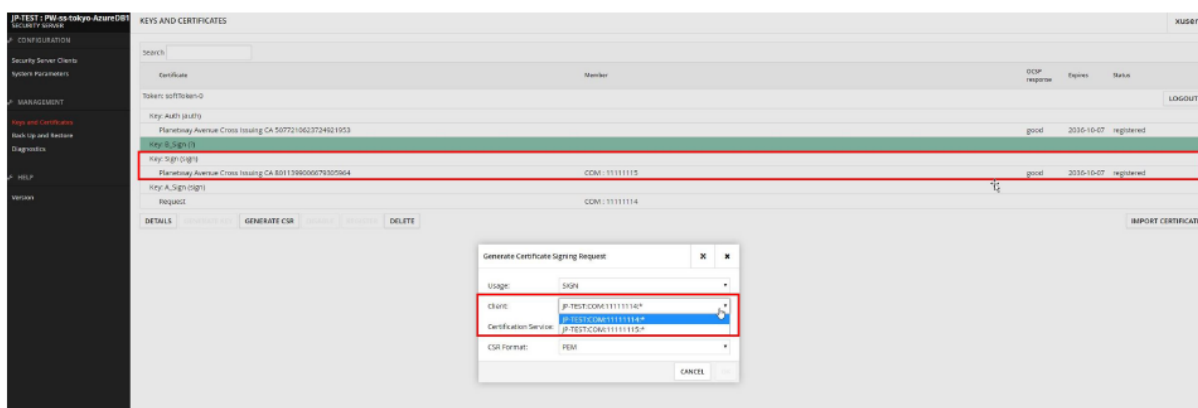 JP-TEST : PW-ss-tokyo-AzureDB1
SECURITY SERVER
KEYS AND CERTIFICATES
xuser
CONFIGURATION
Security Server Clients
System Parameters
MANAGEMENT
Keys and Certificates
Back Up and Restore
Diagnostics
HELP
Version
Search
Certificate Member OCSP response Expires Status
Token: softToken-0
LOGOUT
Key: Auth (auth)
Planetway Avenue Cross Issuing CA 5077210623724921953 good 2036-10-07 registered
Key: B_Sign (?)
Key: Sign (sign)
Planetway Avenue Cross Issuing CA 8011399006079305964 COM : 11111115 good 2036-10-07 registered
Key: A_Sign (sign)
Request COM : 11111114
DETAILS GENERATE CSR DELETE IMPORT CERTIFICAT
Generate Certificate Signing Request
Usage: SIGN
Client: JP-TEST:COM:11111114:*
JP-TEST:COM:11111114:*
Certification Service: JP-TEST:COM:11111115:*
CSR Format: PEM
CANCEL